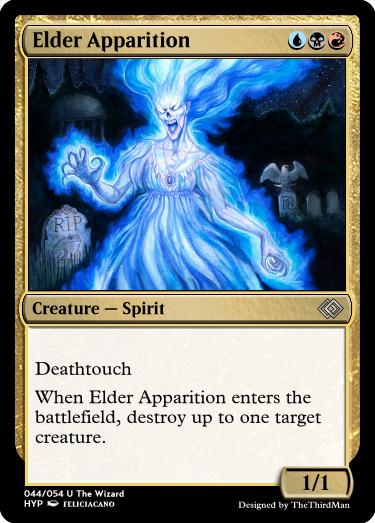 Elder Apparition
RIP
Creature — Spirit
Deathtouch
When Elder Apparition enters the
battlefield, destroy up to one target
creature.
1/1
044/054 U The Wizard
HYP FELICIACANO
Designed by TheThirdMan